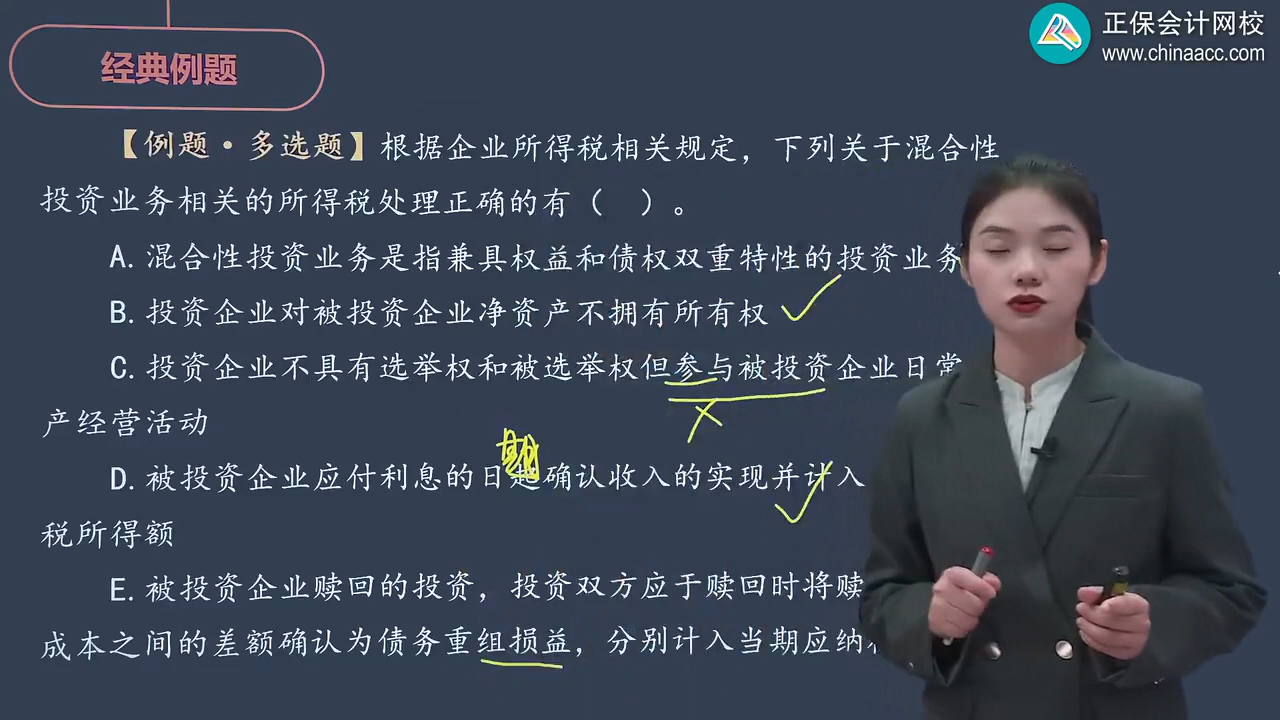 正保会计网校
www.chinaacc.com
经典例题
【例题·多选题】根据企业所得税相关规定，下列关于混合性
投资业务相关的所得税处理正确的有（ ）。
A. 混合性投资业务是指兼具权益和债权双重特性的投资业务
B. 投资企业对被投资企业净资产不拥有所有权
C. 投资企业不具有选举权和被选举权但参与被投资企业日常
产经营活动
期
D. 被投资企业应付利息的日起确认收入的实现并计入
税所得额
E. 被投资企业赎回的投资，投资双方应于赎回时将赎
成本之间的差额确认为债务重组损益，分别计入当期应纳